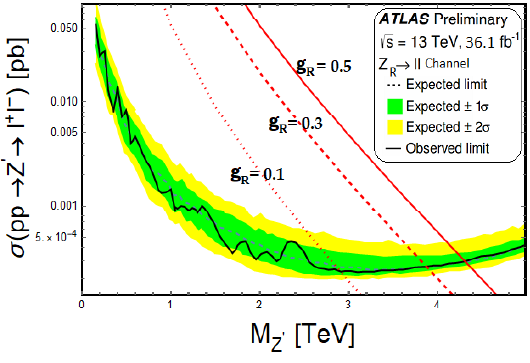 ATLAS Preliminary
√s = 13 TeV, 36.1 fb⁻¹
Z_R → ll Channel
Expected limit
Expected ± 1σ
Expected ± 2σ
Observed limit
g_R= 0.5
g_R= 0.3
g_R= 0.1
σ(pp → Z' → l⁺l⁻) [pb]
0.050
0.010
0.005
0.001
5. × 10⁻⁴
0
1
2
3
4
M_Z' [TeV]